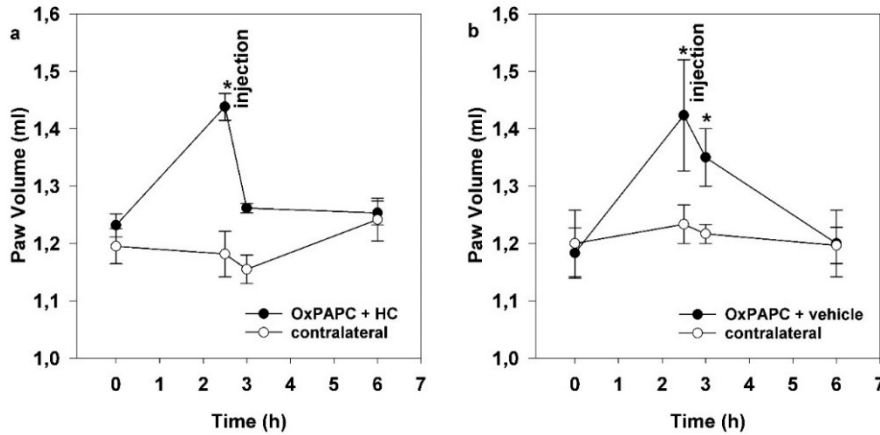 a
1,6
1,5
1,4
1,3
1,2
1,1
1,0
Paw Volume (ml)
*
injection
OxPAPC + HC
contralateral
0 1 2 3 4 5 6 7
Time (h)
b
1,6
1,5
1,4
1,3
1,2
1,1
1,0
Paw Volume (ml)
*
injection
*
OxPAPC + vehicle
contralateral
0 1 2 3 4 5 6 7
Time (h)